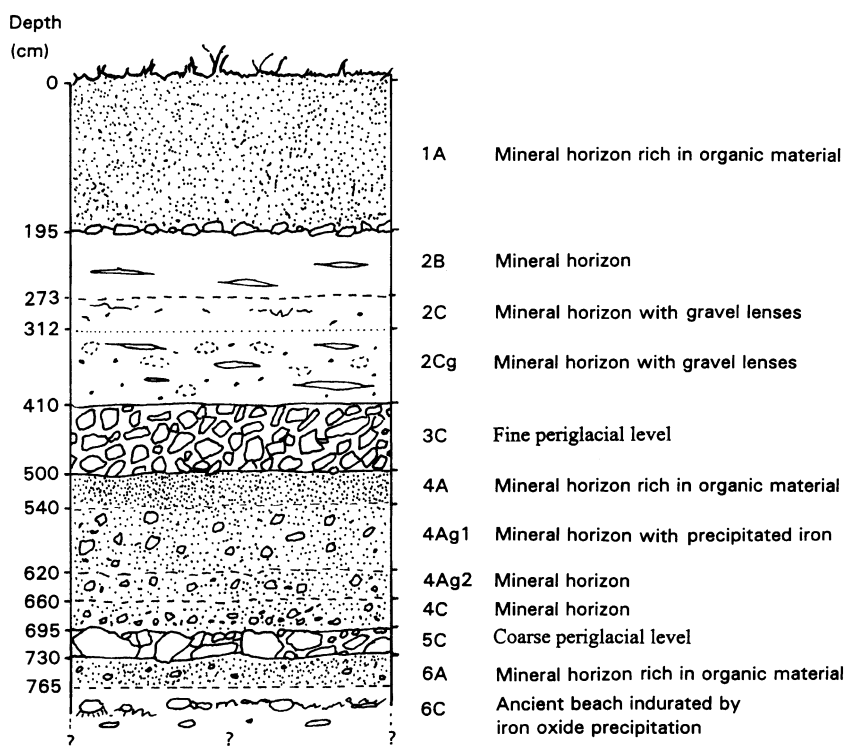 Depth
(cm)
0
1A Mineral horizon rich in organic material
195
2B Mineral horizon
273
2C Mineral horizon with gravel lenses
312
2Cg Mineral horizon with gravel lenses
410
3C Fine periglacial level
500
4A Mineral horizon rich in organic material
540
4Ag1 Mineral horizon with precipitated iron
620
4Ag2 Mineral horizon
660
4C Mineral horizon
695
5C Coarse periglacial level
730
6A Mineral horizon rich in organic material
765
6C Ancient beach indurated by
iron oxide precipitation
? ? ?